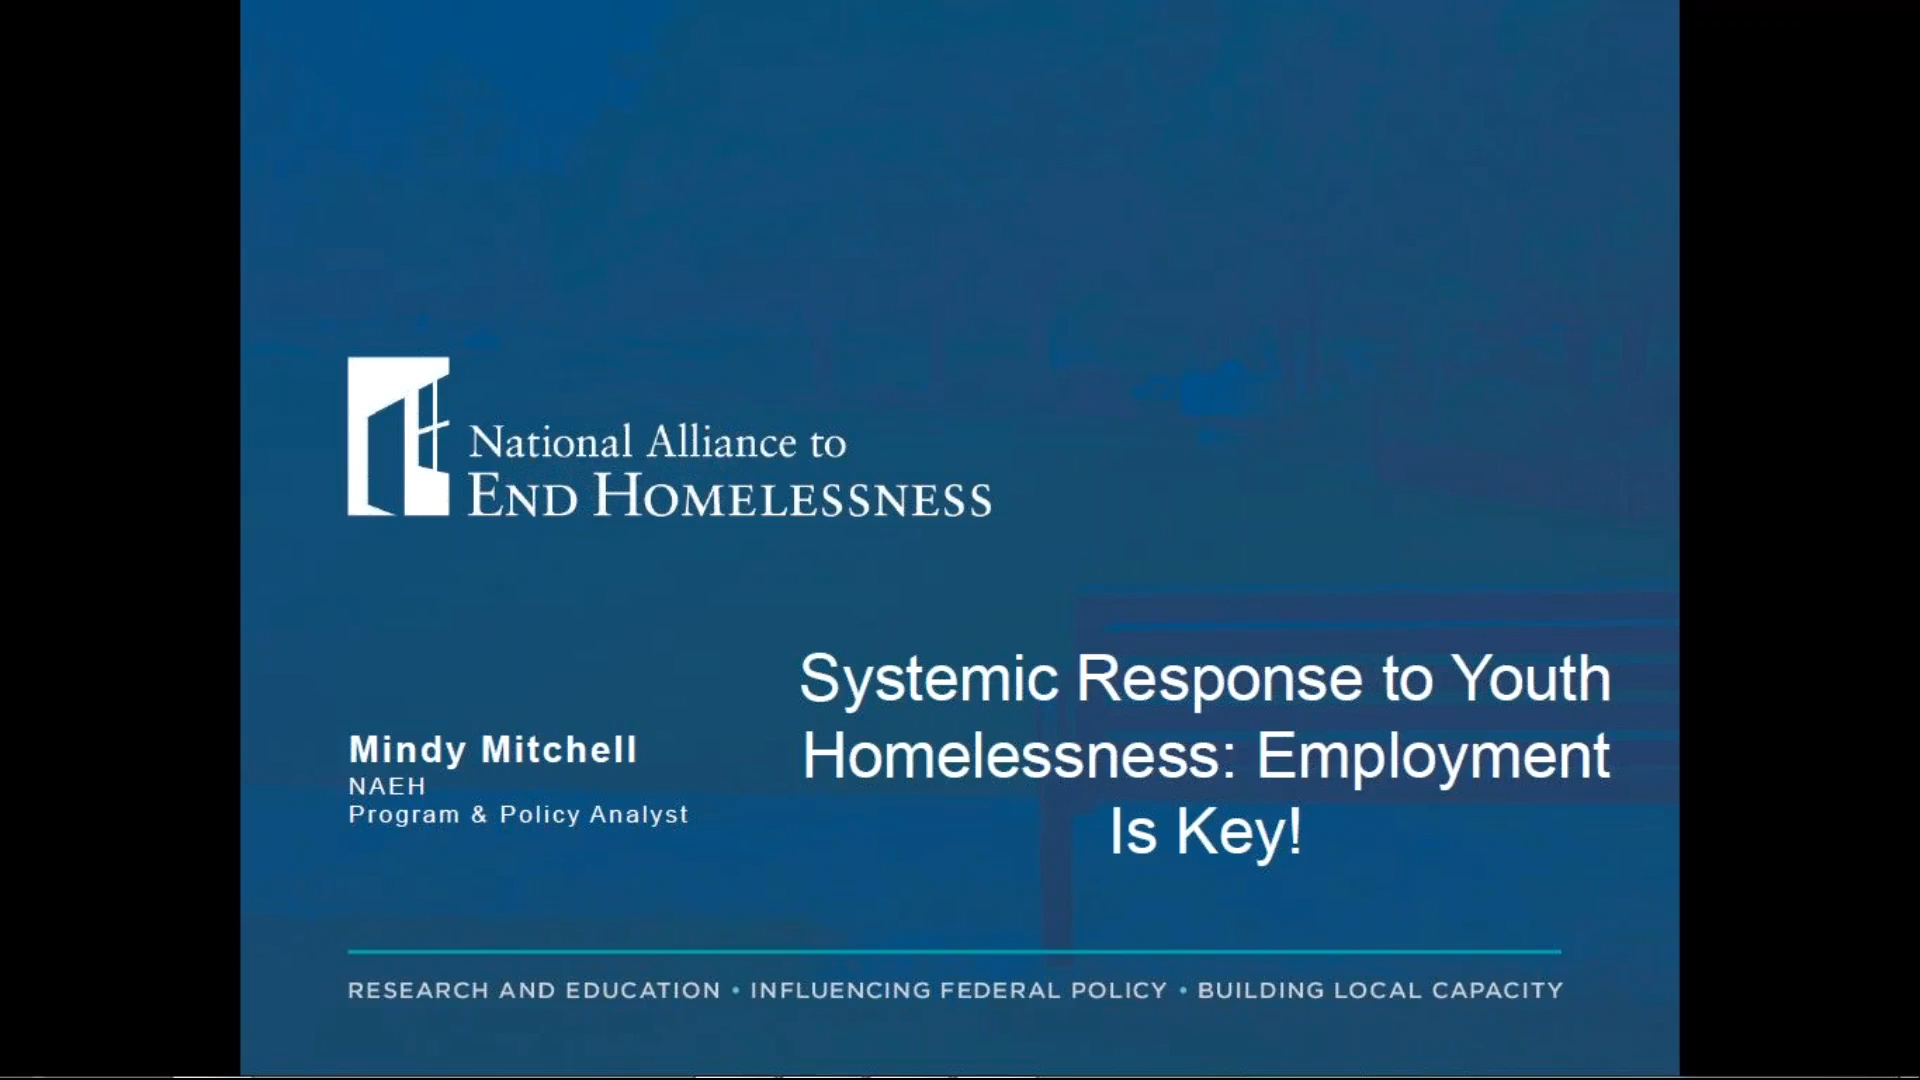 National Alliance to
END HOMELESSNESS
Systemic Response to Youth
Homelessness: Employment
Is Key!
Mindy Mitchell
NAEH
Program & Policy Analyst
RESEARCH AND EDUCATION • INFLUENCING FEDERAL POLICY • BUILDING LOCAL CAPACITY